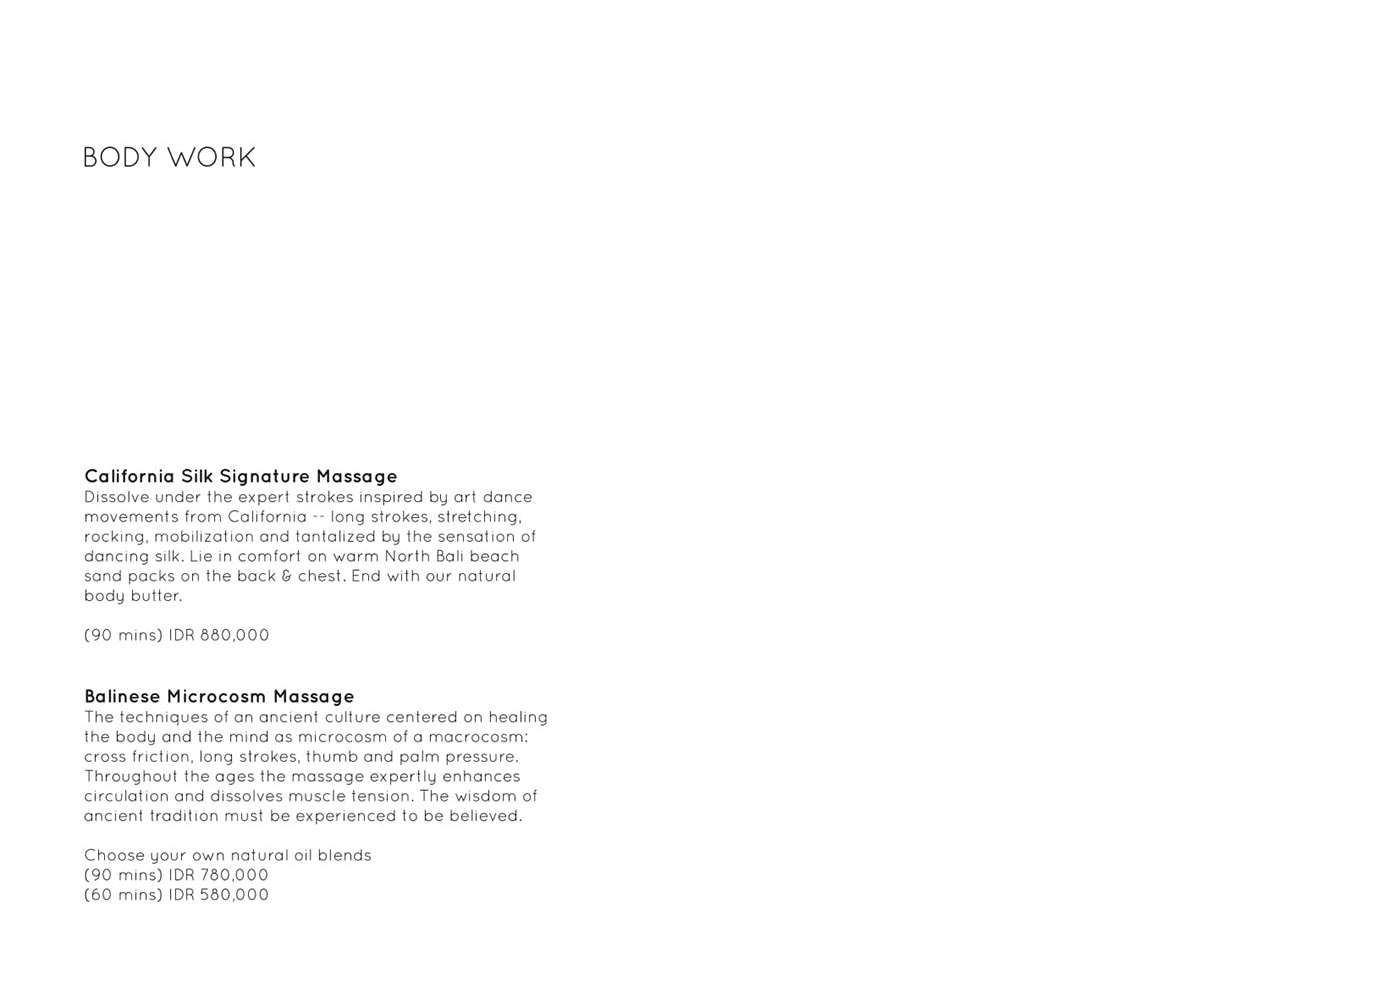 BODY WORK
California Silk Signature Massage
Dissolve under the expert strokes inspired by art dance
movements from California -- long strokes, stretching,
rocking, mobilization and tantalized by the sensation of
dancing silk. Lie in comfort on warm North Bali beach
sand packs on the back & chest. End with our natural
body butter.
(90 mins) IDR 880,000
Balinese Microcosm Massage
The techniques of an ancient culture centered on healing
the body and the mind as microcosm of a macrocosm:
cross friction, long strokes, thumb and palm pressure.
Throughout the ages the massage expertly enhances
circulation and dissolves muscle tension. The wisdom of
ancient tradition must be experienced to be believed.
Choose your own natural oil blends
(90 mins) IDR 780,000
(60 mins) IDR 580,000